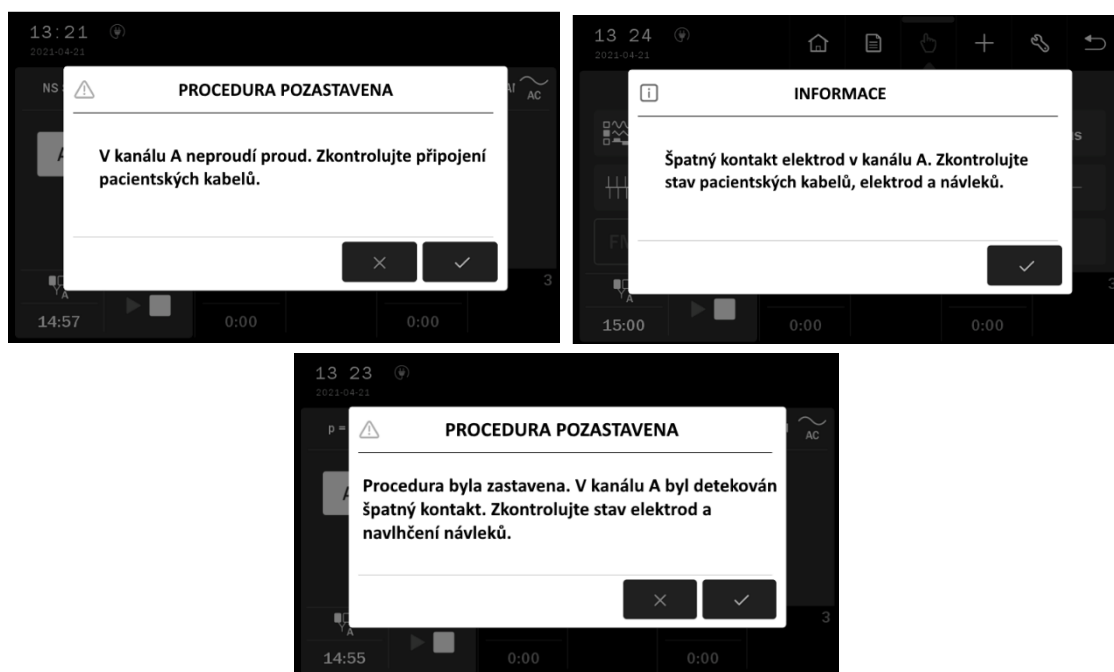 13:21
2021-04-21
NS
AC
PROCEDURA POZASTAVENA
V kanálu A neproudí proud. Zkontrolujte připojení
pacientských kabelů.
A
3
14:57
0:00
0:00
13 24
2021-04-21
INFORMACE
s
Špatný kontakt elektrod v kanálu A. Zkontrolujte
stav pacientských kabelů, elektrod a návleků.
A
15:00
0:00
0:00
13 23
2021-04-21
p =
AC
PROCEDURA POZASTAVENA
Procedura byla zastavena. V kanálu A byl detekován
špatný kontakt. Zkontrolujte stav elektrod a
navlhčení návleků.
A
3
14:55
0:00
0:00